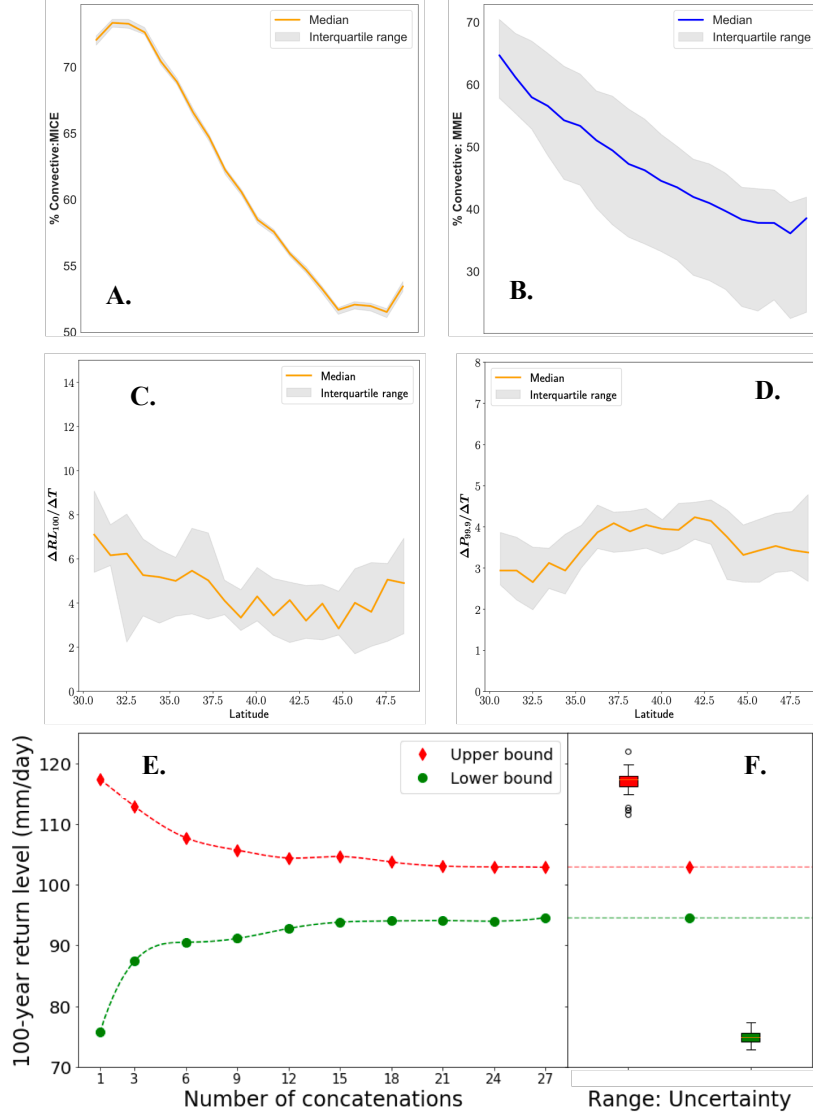 Median
Interquartile range
70
65
60
55
50
% Convective:MICE
A.
Median
Interquartile range
70
60
50
40
30
% Convective: MME
B.
C.
Median
Interquartile range
14
12
10
8
6
4
2
0
ΔRL₁₀₀/ΔT
30.0 32.5 35.0 37.5 40.0 42.5 45.0 47.5
Latitude
D.
Median
Interquartile range
8
7
6
5
4
3
2
1
0
ΔP₉₉.₉/ΔT
30.0 32.5 35.0 37.5 40.0 42.5 45.0 47.5
Latitude
E.
Upper bound
Lower bound
120
110
100
90
80
70
100-year return level (mm/day)
1 3 6 9 12 15 18 21 24 27
Number of concatenations
F.
Range: Uncertainty